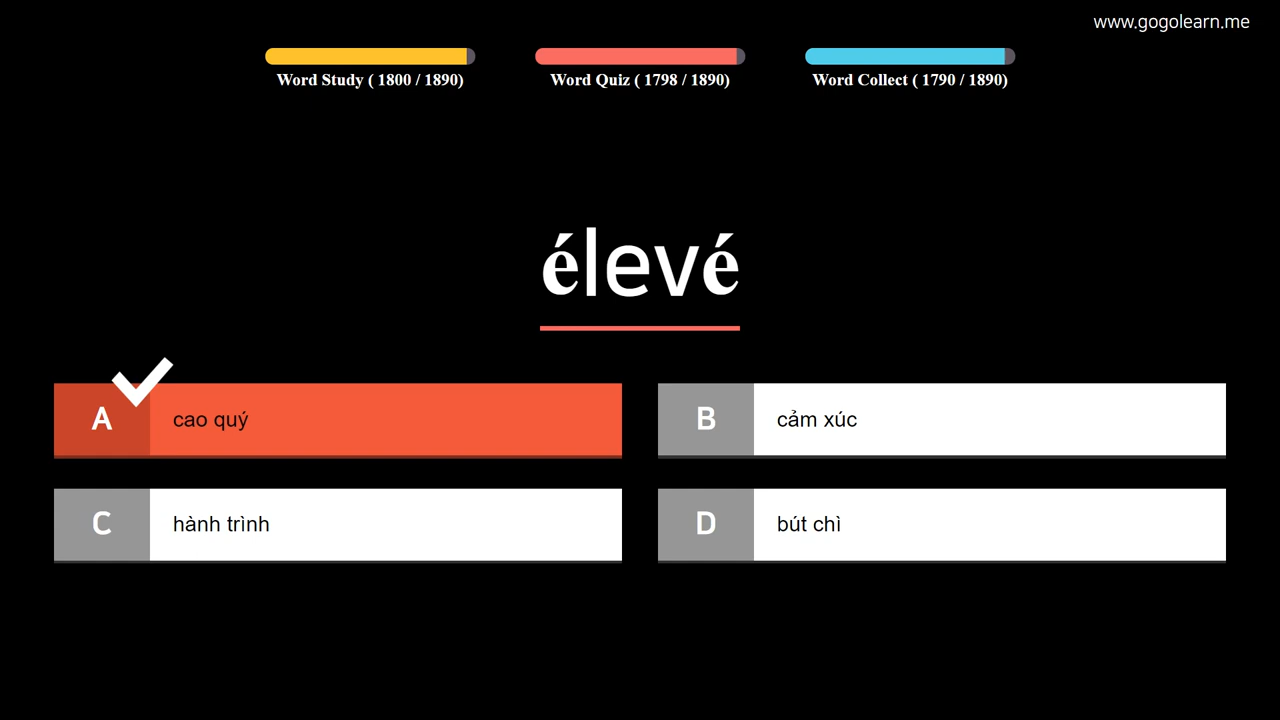 www.gogolearn.me
Word Study ( 1800 / 1890)
Word Quiz ( 1798 / 1890)
Word Collect ( 1790 / 1890)
élevé
A cao quý
B cảm xúc
C hành trình
D bút chì